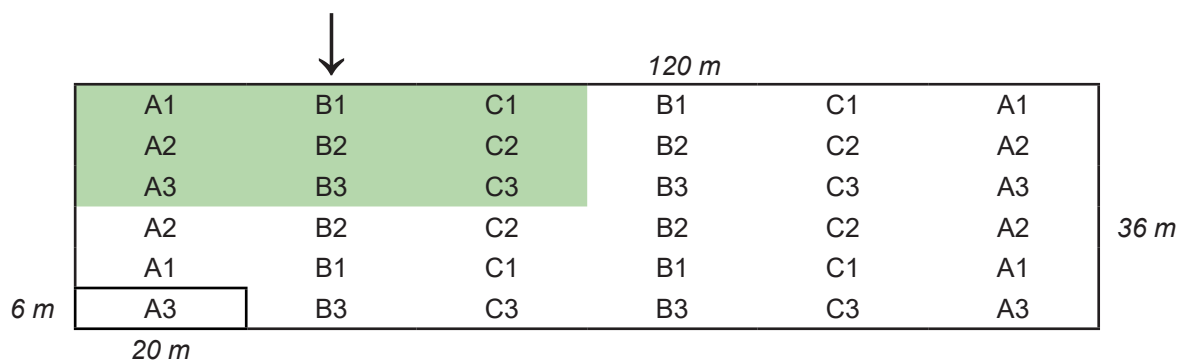 120 m
A1 B1 C1 B1 C1 A1
A2 B2 C2 B2 C2 A2
A3 B3 C3 B3 C3 A3
A2 B2 C2 B2 C2 A2 36 m
A1 B1 C1 B1 C1 A1
6 m A3 B3 C3 B3 C3 A3
20 m